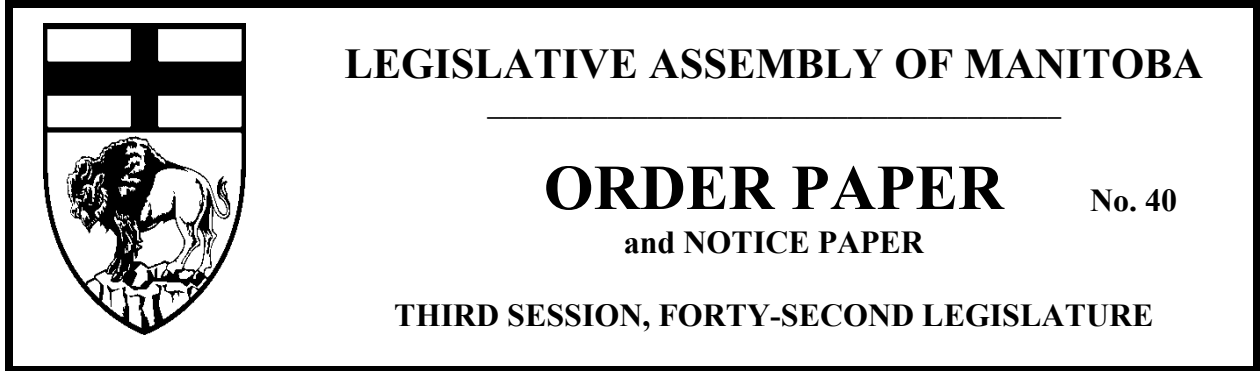 LEGISLATIVE ASSEMBLY OF MANITOBA
ORDER PAPER No. 40
and NOTICE PAPER
THIRD SESSION, FORTY-SECOND LEGISLATURE